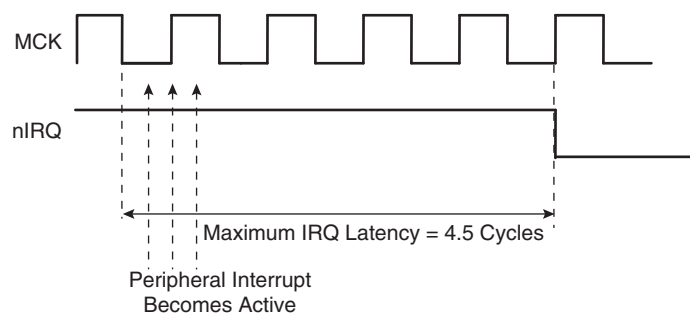 MCK
nIRQ
Maximum IRQ Latency = 4.5 Cycles
Peripheral Interrupt
Becomes Active